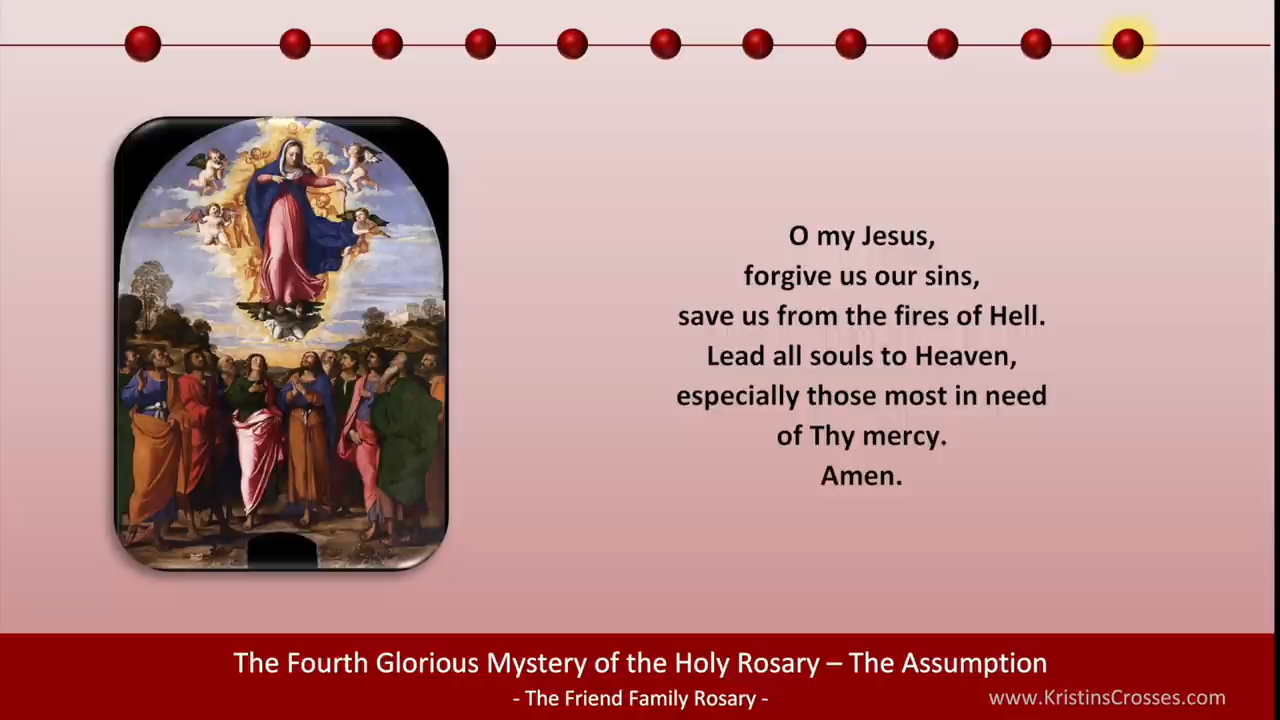 O my Jesus,
forgive us our sins,
save us from the fires of Hell.
Lead all souls to Heaven,
especially those most in need
of Thy mercy.
Amen.
The Fourth Glorious Mystery of the Holy Rosary – The Assumption
- The Friend Family Rosary -
www.KristinsCrosses.com